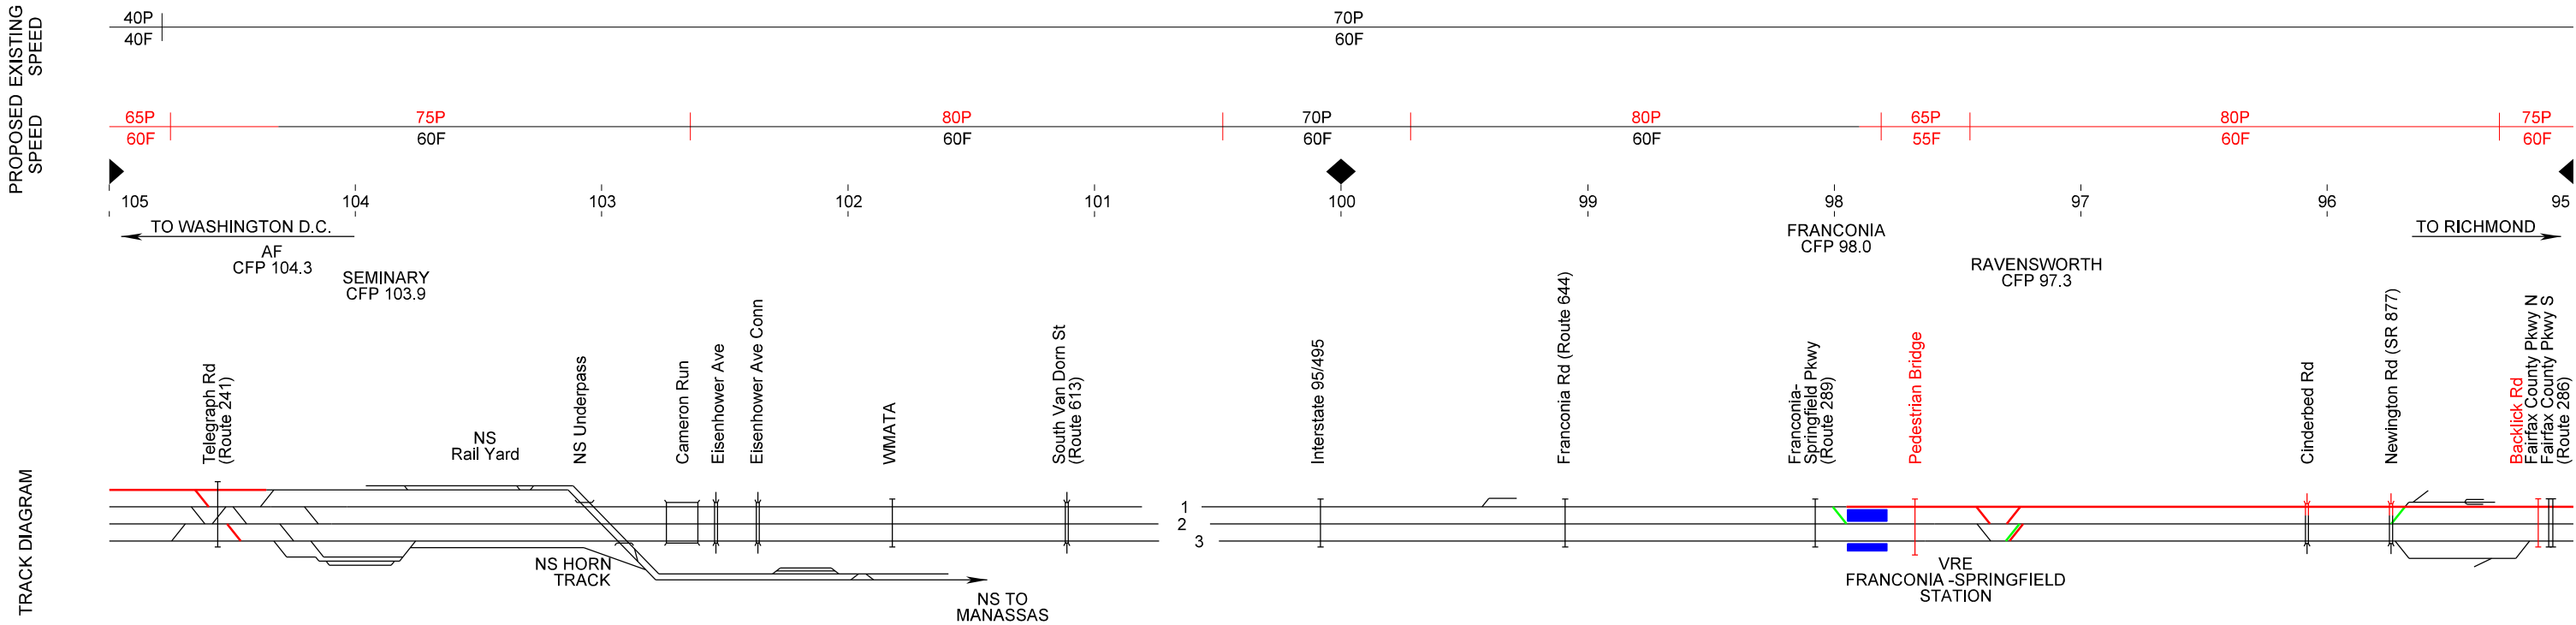 PROPOSED EXISTING
SPEED SPEED
40P 70P
40F 60F
65P 75P 80P 70P 80P 65P 80P 75P
60F 60F 60F 60F 60F 55F 60F 60F
105 104 103 102 101 100 99 98 97 96 95
TO WASHINGTON D.C.
TO RICHMOND
AF
CFP 104.3
SEMINARY
CFP 103.9
FRANCONIA
CFP 98.0
RAVENSWORTH
CFP 97.3
Telegraph Rd
(Route 241)
NS
Rail Yard
NS Underpass
Cameron Run
Eisenhower Ave
Eisenhower Ave Conn
WMATA
South Van Dorn St
(Route 613)
Interstate 95/495
Franconia Rd (Route 644)
Franconia-
Springfield Pkwy
(Route 289)
Pedestrian Bridge
Cinderbed Rd
Newington Rd (SR 877)
Backlick Rd
Fairfax County Pkwy N
Fairfax County Pkwy S
(Route 286)
TRACK DIAGRAM
1
2
3
NS HORN
TRACK
NS TO
MANASSAS
VRE
FRANCONIA -SPRINGFIELD
STATION